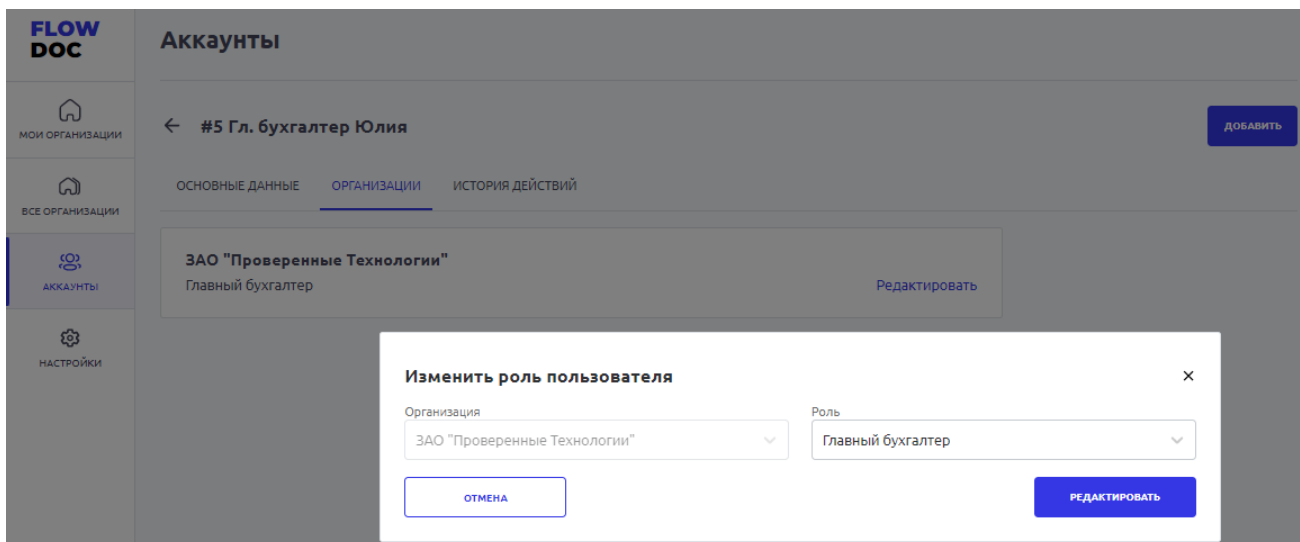 FLOW
DOC
Аккаунты
МОИ ОРГАНИЗАЦИИ
ВСЕ ОРГАНИЗАЦИИ
АККАУНТЫ
НАСТРОЙКИ
#5 Гл. бухгалтер Юлия
ДОБАВИТЬ
ОСНОВНЫЕ ДАННЫЕ ОРГАНИЗАЦИИ ИСТОРИЯ ДЕЙСТВИЙ
ЗАО "Проверенные Технологии"
Главный бухгалтер Редактировать
Изменить роль пользователя
Организация Роль
ЗАО "Проверенные Технологии" Главный бухгалтер
ОТМЕНА РЕДАКТИРОВАТЬ